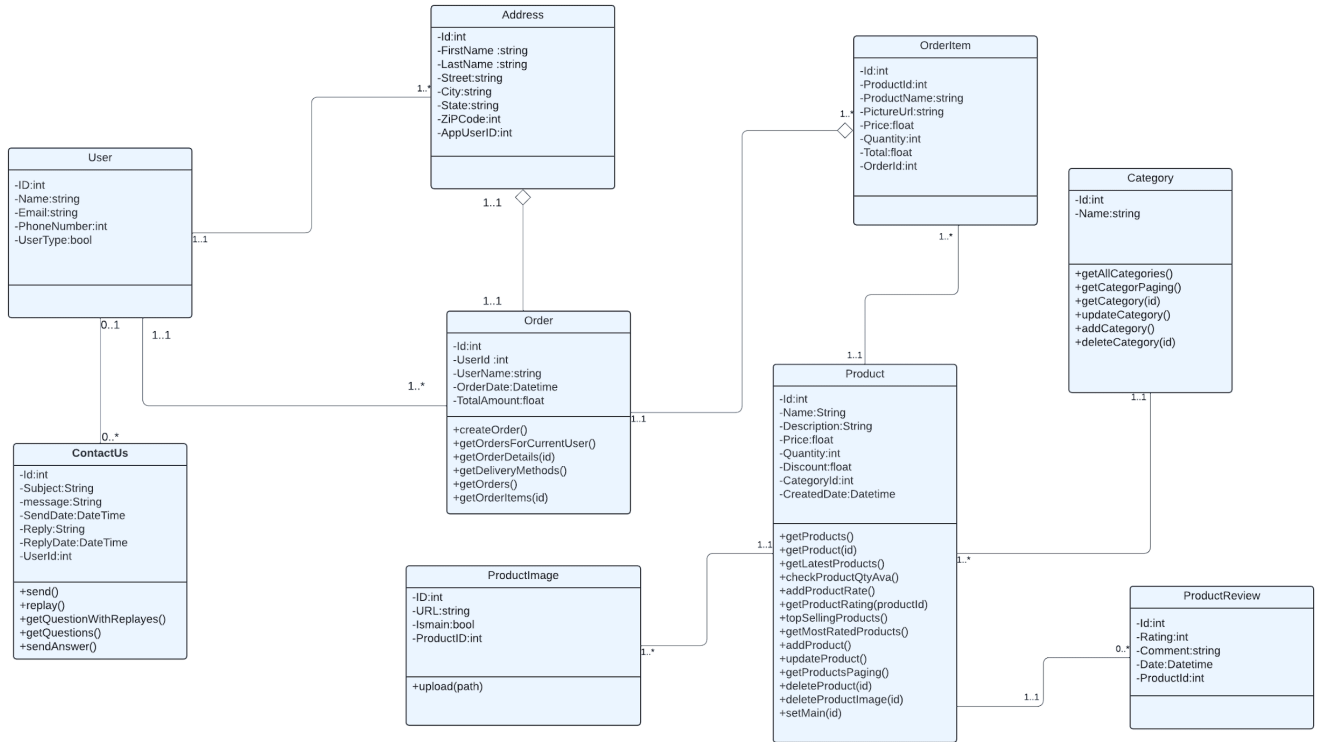 Address
-Id:int
-FirstName :string
-LastName :string
-Street:string
-City:string
-State:string
-ZiPCode:int
-AppUserID:int
1..*
1..1
OrderItem
-Id:int
-ProductId:int
-ProductName:string
-PictureUrl:string
-Price:float
-Quantity:int
-Total:float
-OrderId:int
1..*
1..*
User
-ID:int
-Name:string
-Email:string
-PhoneNumber:int
-UserType:bool
1..1
0..1
1..1
Category
-Id:int
-Name:string
+getAllCategories()
+getCategorPaging()
+getCategory(id)
+updateCategory()
+addCategory()
+deleteCategory(id)
1..1
1..1
Order
-Id:int
-UserId :int
-UserName:string
-OrderDate:Datetime
-TotalAmount:float
+createOrder()
+getOrdersForCurrentUser()
+getOrderDetails(id)
+getDeliveryMethods()
+getOrders()
+getOrderItems(id)
1..*
1..1
1..1
Product
-Id:int
-Name:String
-Description:String
-Price:float
-Quantity:int
-Discount:float
-CategoryId:int
-CreatedDate:Datetime
+getProducts()
+getProduct(id)
+getLatestProducts()
+checkProductQtyAva()
+addProductRate()
+getProductRating(productId)
+topSellingProducts()
+getMostRatedProducts()
+addProduct()
+updateProduct()
+getProductsPaging()
+deleteProduct(id)
+deleteProductImage(id)
+setMain(id)
1..1
1..*
1..1
0..*
ContactUs
-Id:int
-Subject:String
-message:String
-SendDate:DateTime
-Reply:String
-ReplyDate:DateTime
-UserId:int
+send()
+replay()
+getQuestionWithReplayes()
+getQuestions()
+sendAnswer()
ProductImage
-ID:int
-URL:string
-Ismain:bool
-ProductID:int
+upload(path)
1..*
ProductReview
-Id:int
-Rating:int
-Comment:string
-Date:Datetime
-ProductId:int
0..*